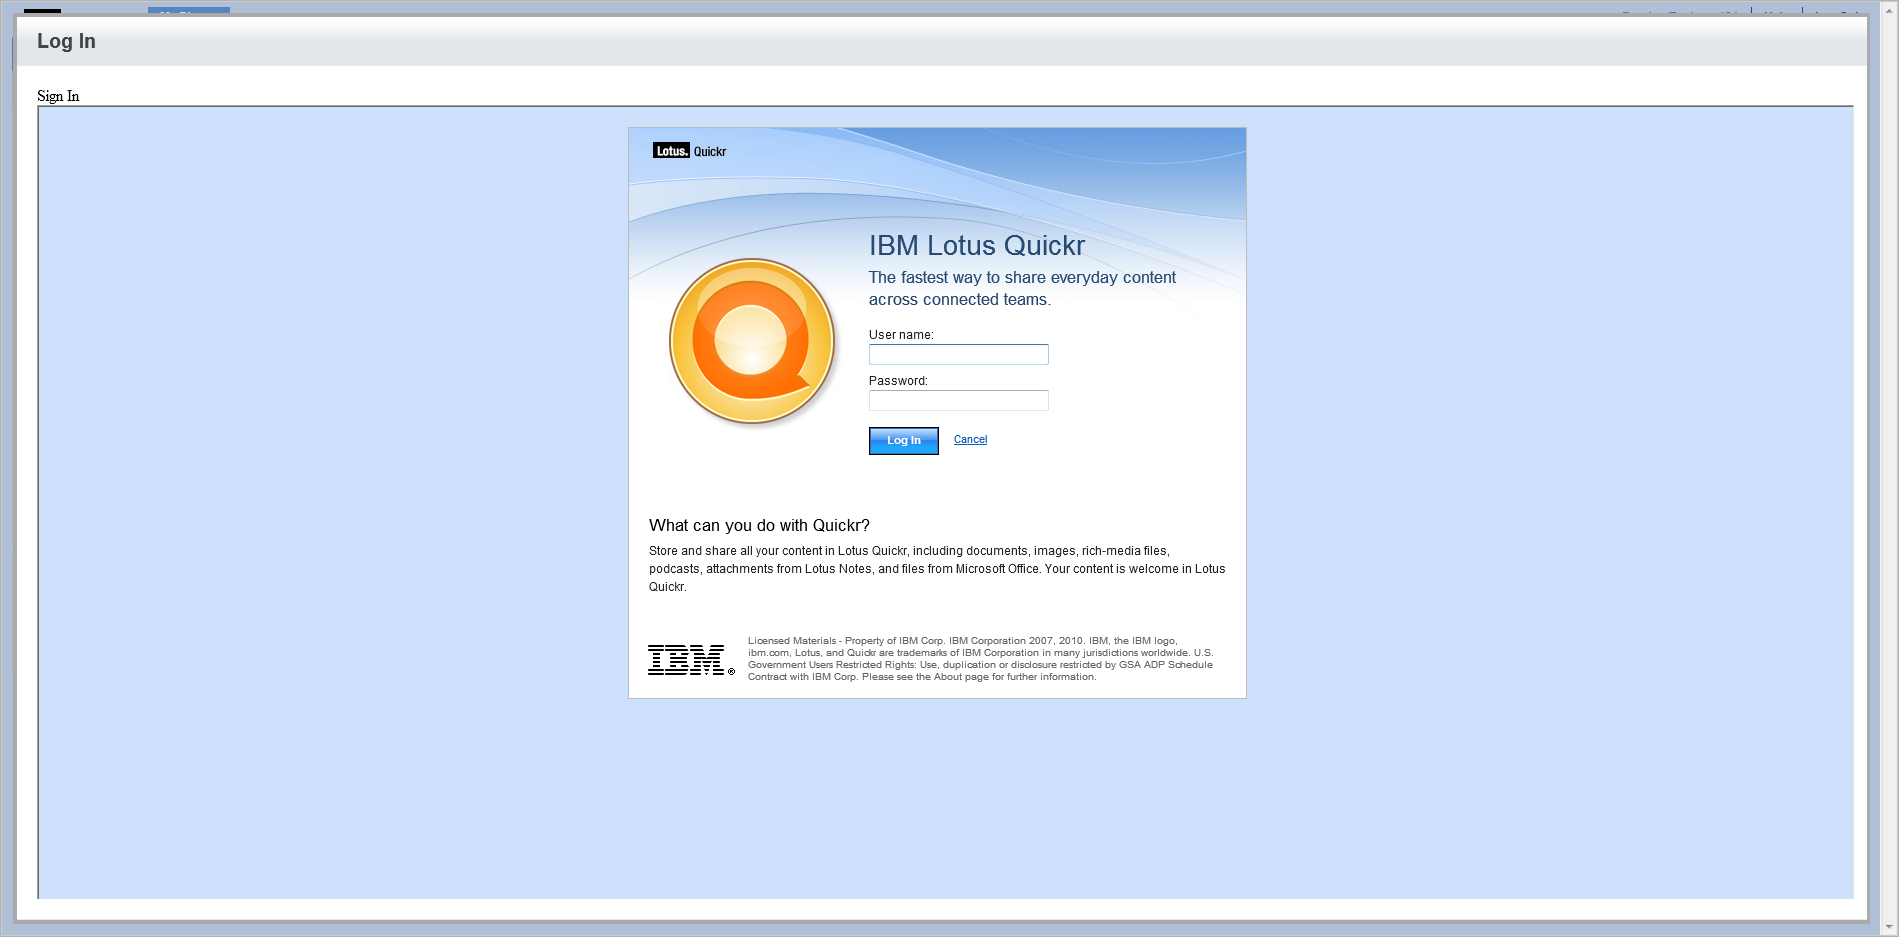 Log In
Sign In
Lotus. Quickr
IBM Lotus Quickr
The fastest way to share everyday content
across connected teams.
User name:
Password:
Log In Cancel
What can you do with Quickr?
Store and share all your content in Lotus Quickr, including documents, images, rich-media files,
podcasts, attachments from Lotus Notes, and files from Microsoft Office. Your content is welcome in Lotus
Quickr.
IBM®
Licensed Materials - Property of IBM Corp. IBM Corporation 2007, 2010. IBM, the IBM logo,
ibm.com, Lotus, and Quickr are trademarks of IBM Corporation in many jurisdictions worldwide. U.S.
Government Users Restricted Rights: Use, duplication or disclosure restricted by GSA ADP Schedule
Contract with IBM Corp. Please see the About page for further information.